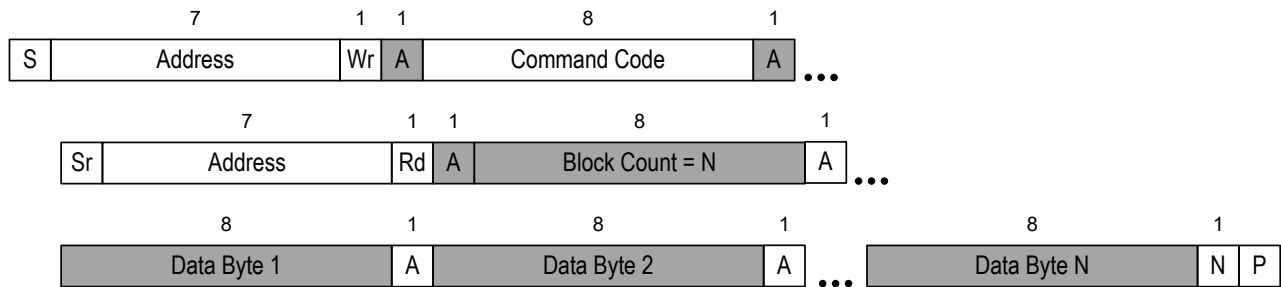 7 1 1 8 1
S Address Wr A Command Code A ...
7 1 1 8 1
Sr Address Rd A Block Count = N A ...
8 1 8 1 8 1
Data Byte 1 A Data Byte 2 A ... Data Byte N N P